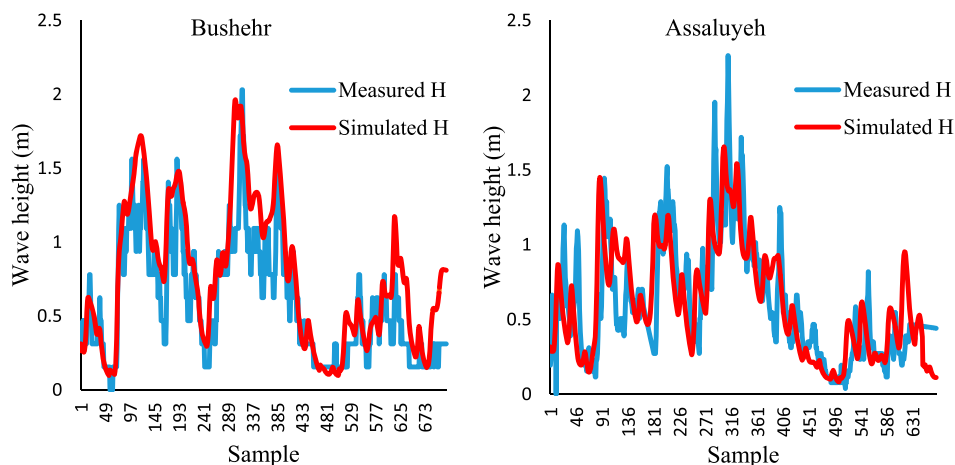 Bushehr
Wave height (m)
2.5
2
1.5
1
0.5
0
Measured H
Simulated H
1 49 97 145 193 241 289 337 385 433 481 529 577 625 673
Sample
Assaluyeh
Wave height (m)
2.5
2
1.5
1
0.5
0
Measured H
Simulated H
1 46 91 136 181 226 271 316 361 406 451 496 541 586 631
Sample